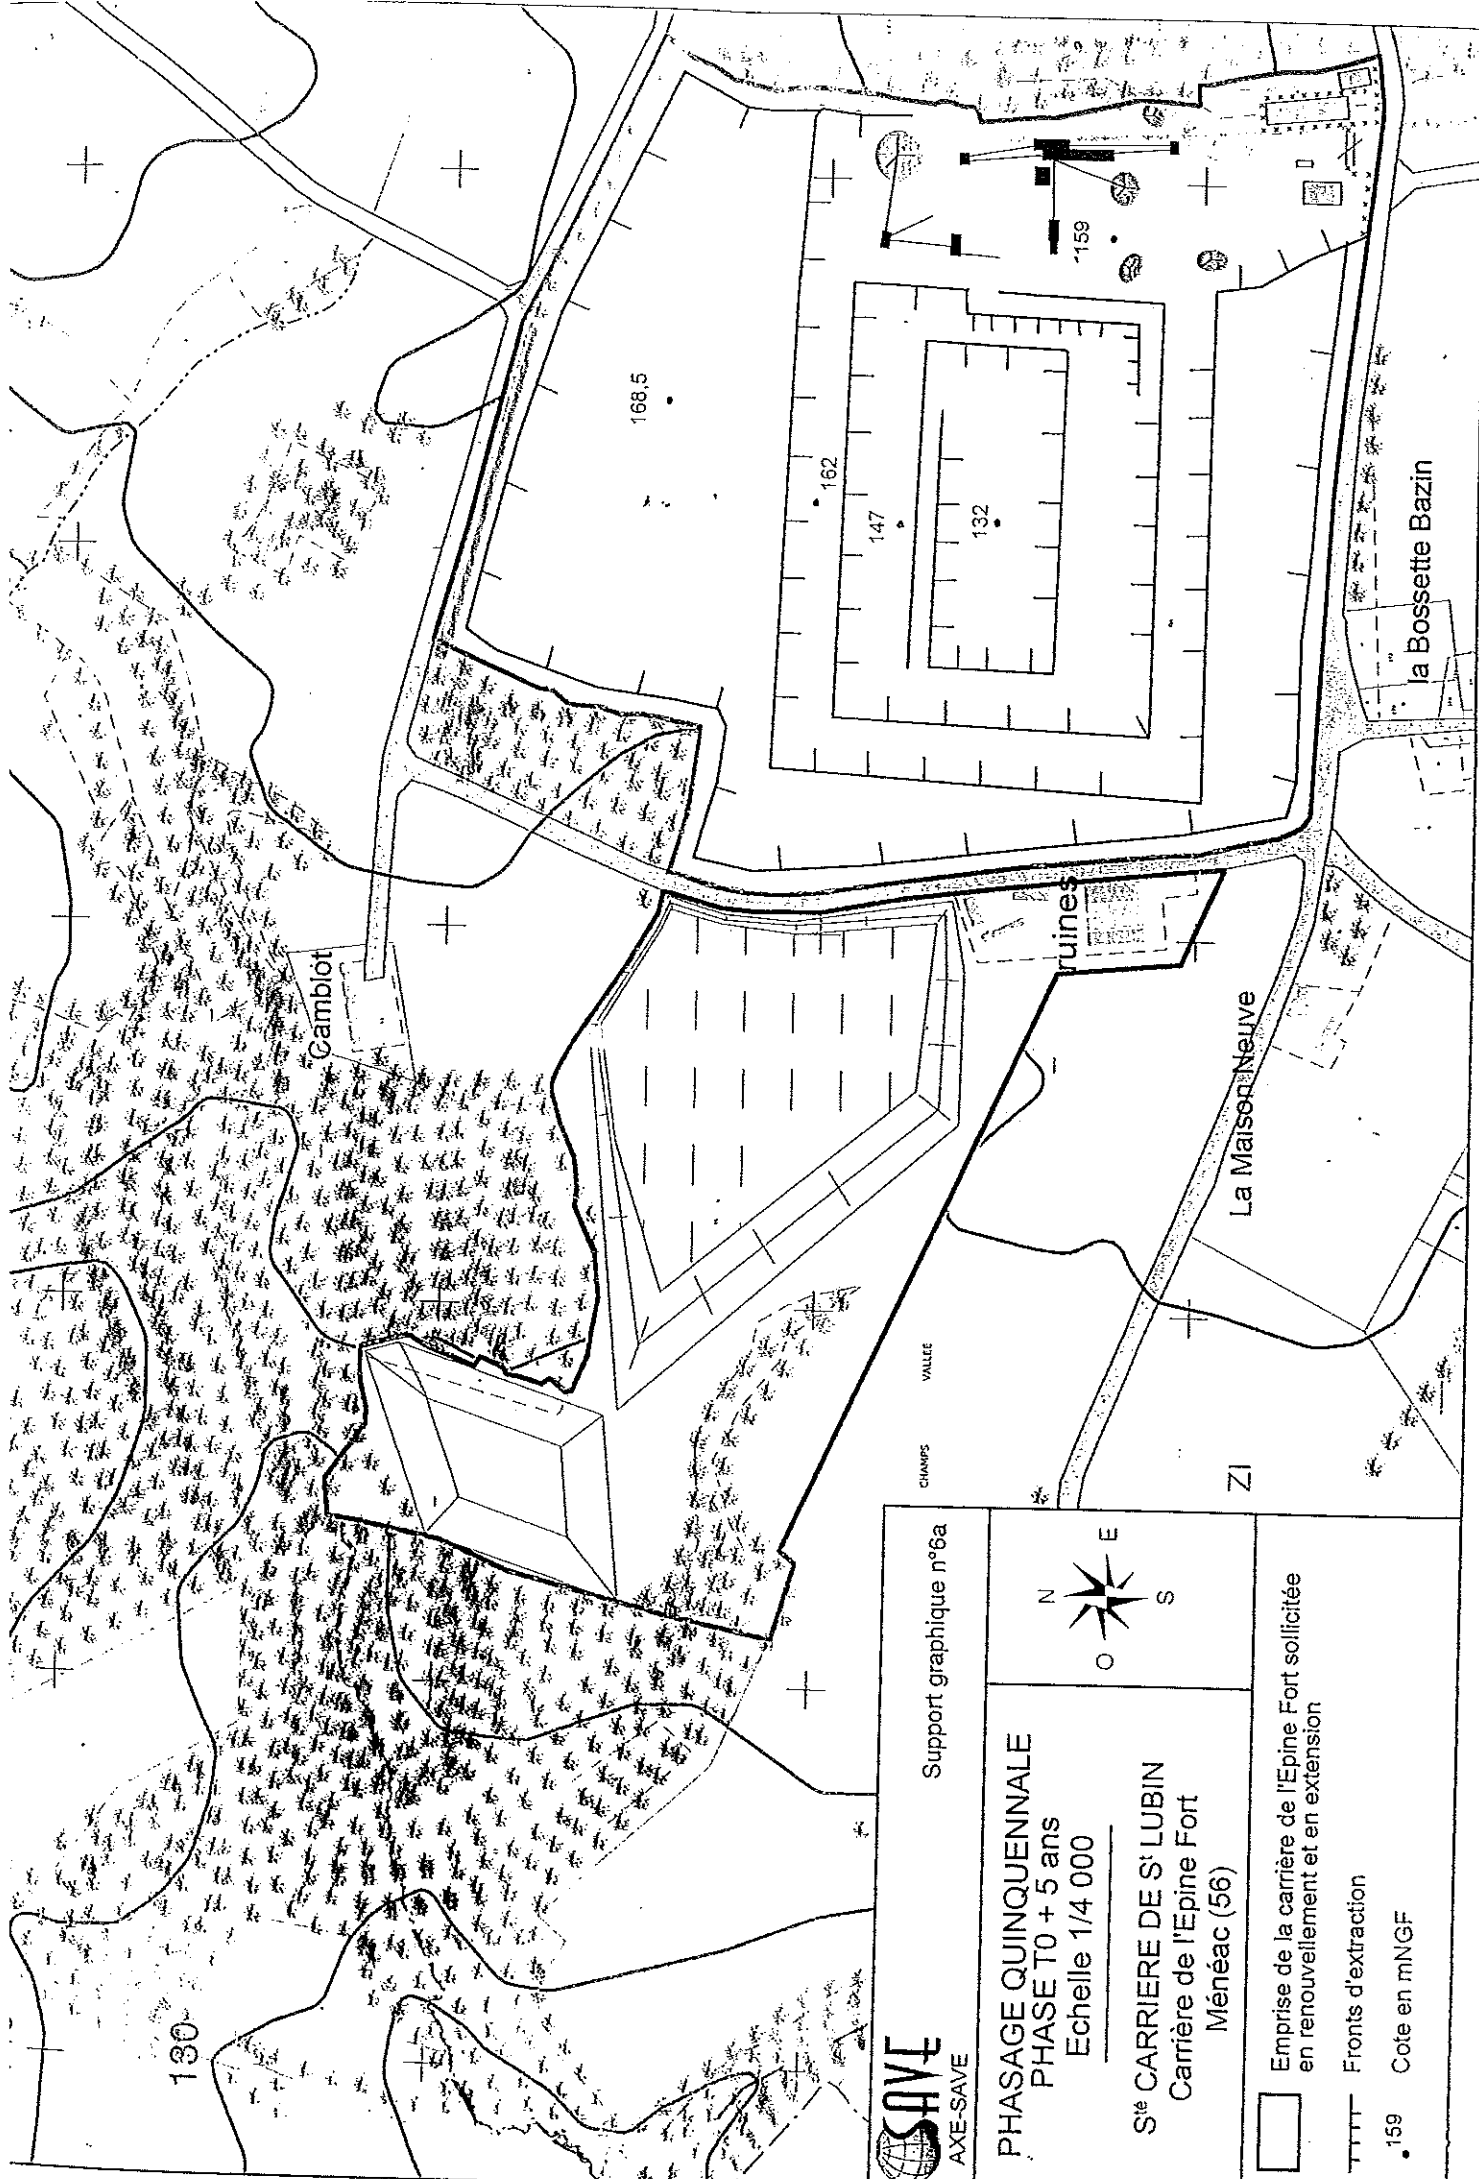 Camblot
168,5
162
147
132
159
ruines
La Maison Neuve
la Bossette Bazin
CHAMPS VALLEE
ZI
130
SAVE
AXE-SAVE
Support graphique n°6a
PHASAGE QUINQUENNALE
PHASE T0 + 5 ans
Echelle 1/4 000
Sté CARRIERE DE St LUBIN
Carrière de l'Epine Fort
Ménéac (56)
N
O E
S
Emprise de la carrière de l'Epine Fort sollicitée
en renouvellement et en extension
Fronts d'extraction
159 Cote en mNGF